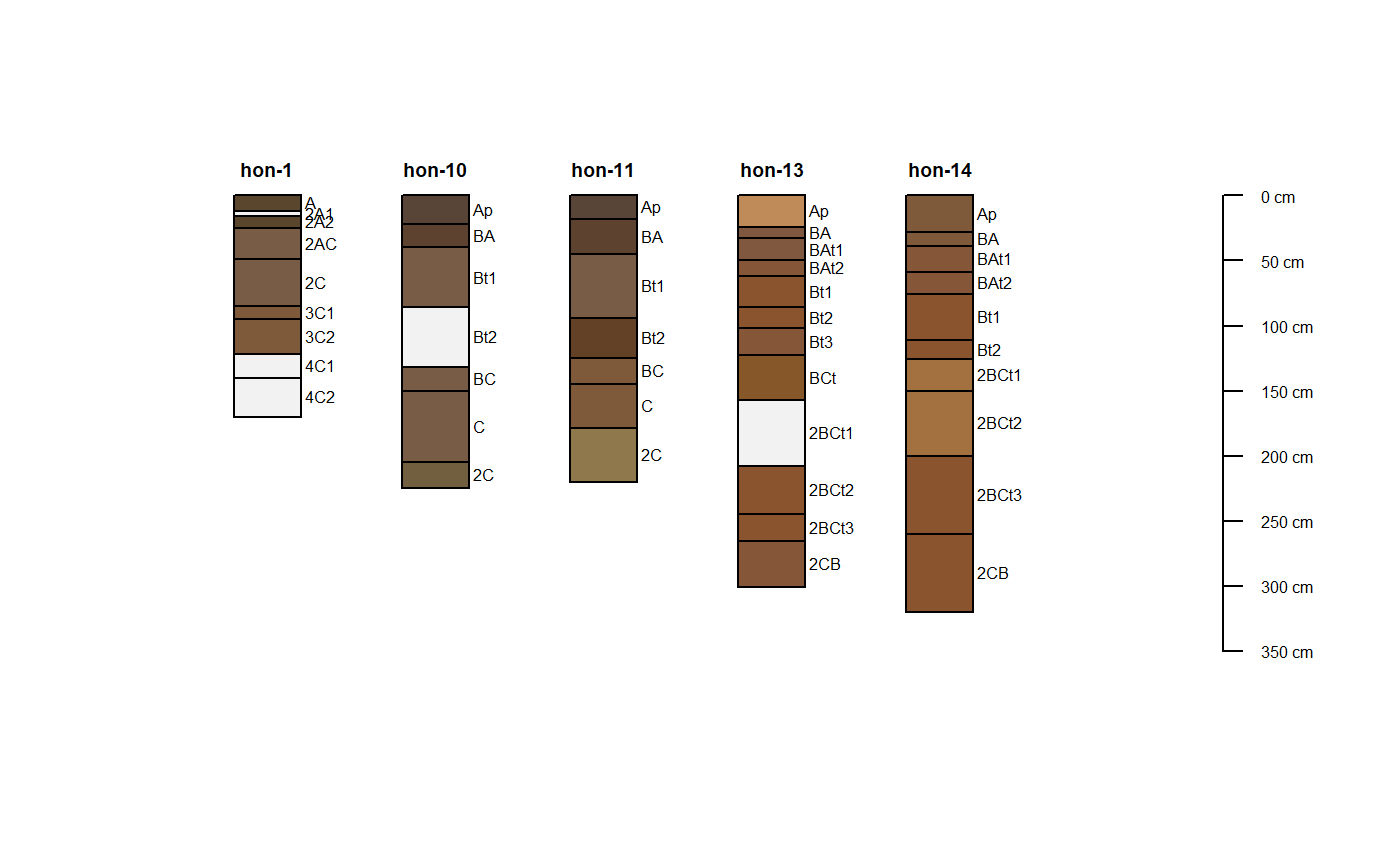 hon-1
hon-10
hon-11
hon-13
hon-14
A
2A1
2A2
2AC
2C
3C1
3C2
4C1
4C2
Ap
BA
Bt1
Bt2
BC
C
2C
Ap
BA
Bt1
Bt2
BC
C
2C
Ap
BA
BAt1
BAt2
Bt1
Bt2
Bt3
BCt
2BCt1
2BCt2
2BCt3
2CB
Ap
BA
BAt1
BAt2
Bt1
Bt2
2BCt1
2BCt2
2BCt3
2CB
0 cm
50 cm
100 cm
150 cm
200 cm
250 cm
300 cm
350 cm